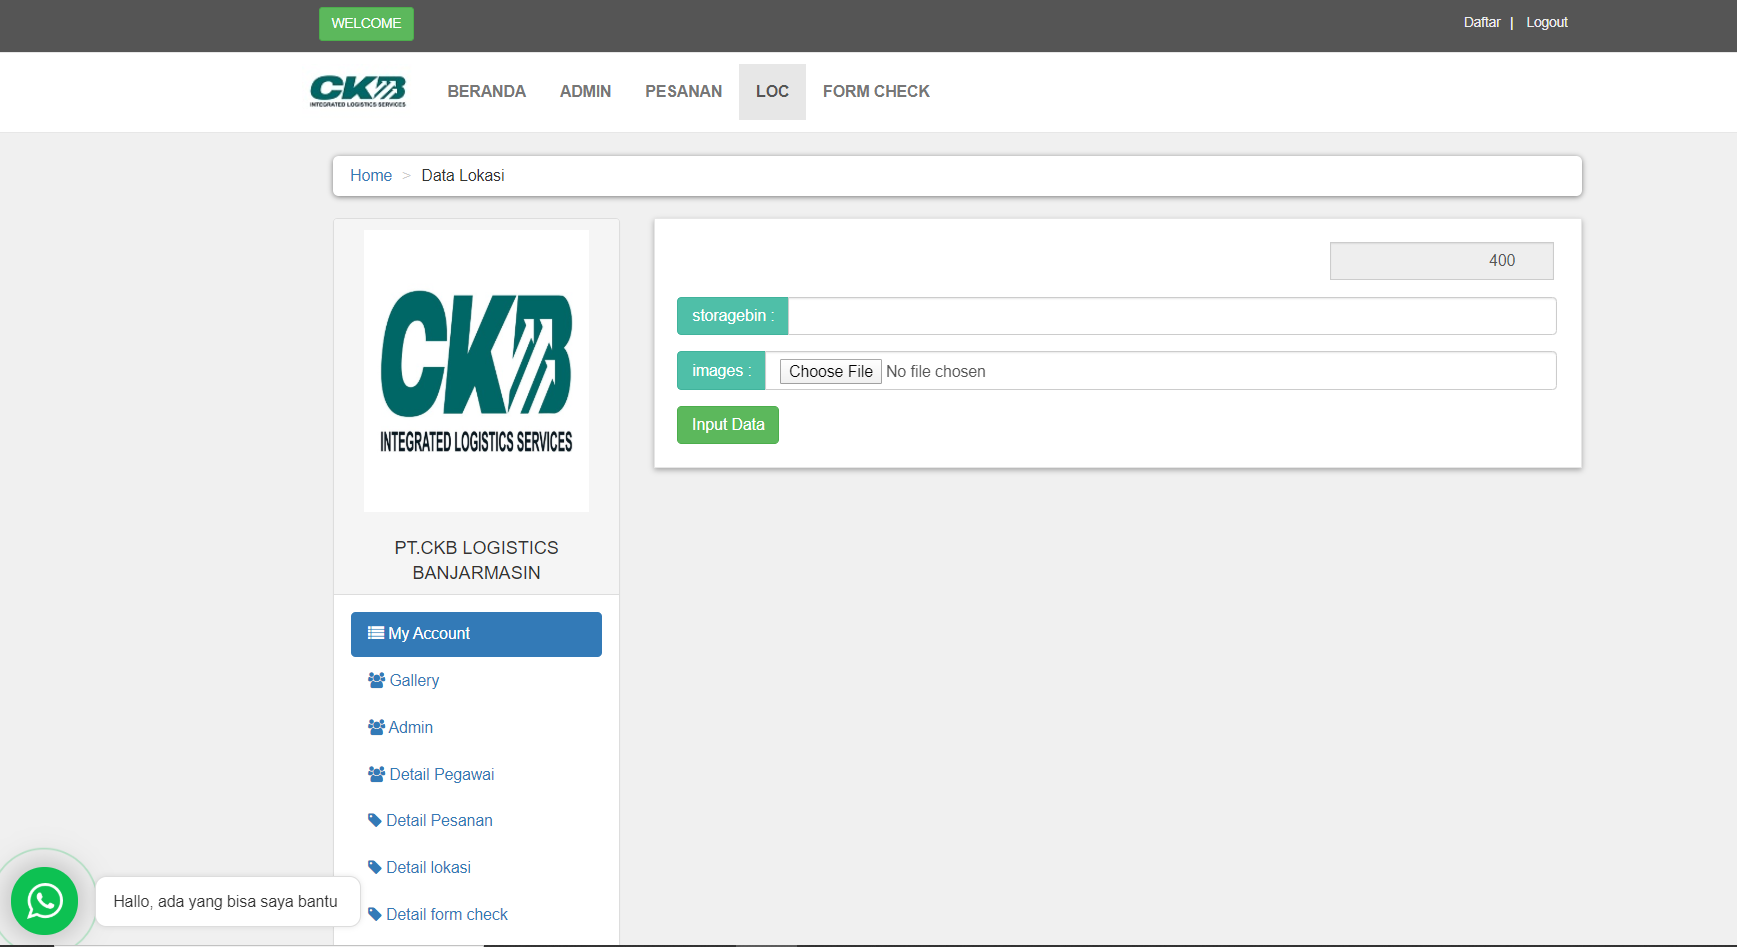 WELCOME
Daftar | Logout
CKB
INTEGRATED LOGISTICS SERVICES
BERANDA ADMIN PESANAN LOC FORM CHECK
Home > Data Lokasi
CKB
INTEGRATED LOGISTICS SERVICES
PT.CKB LOGISTICS
BANJARMASIN
400
storagebin :
images : Choose File No file chosen
Input Data
My Account
Gallery
Admin
Detail Pegawai
Detail Pesanan
Detail lokasi
Detail form check
Hallo, ada yang bisa saya bantu